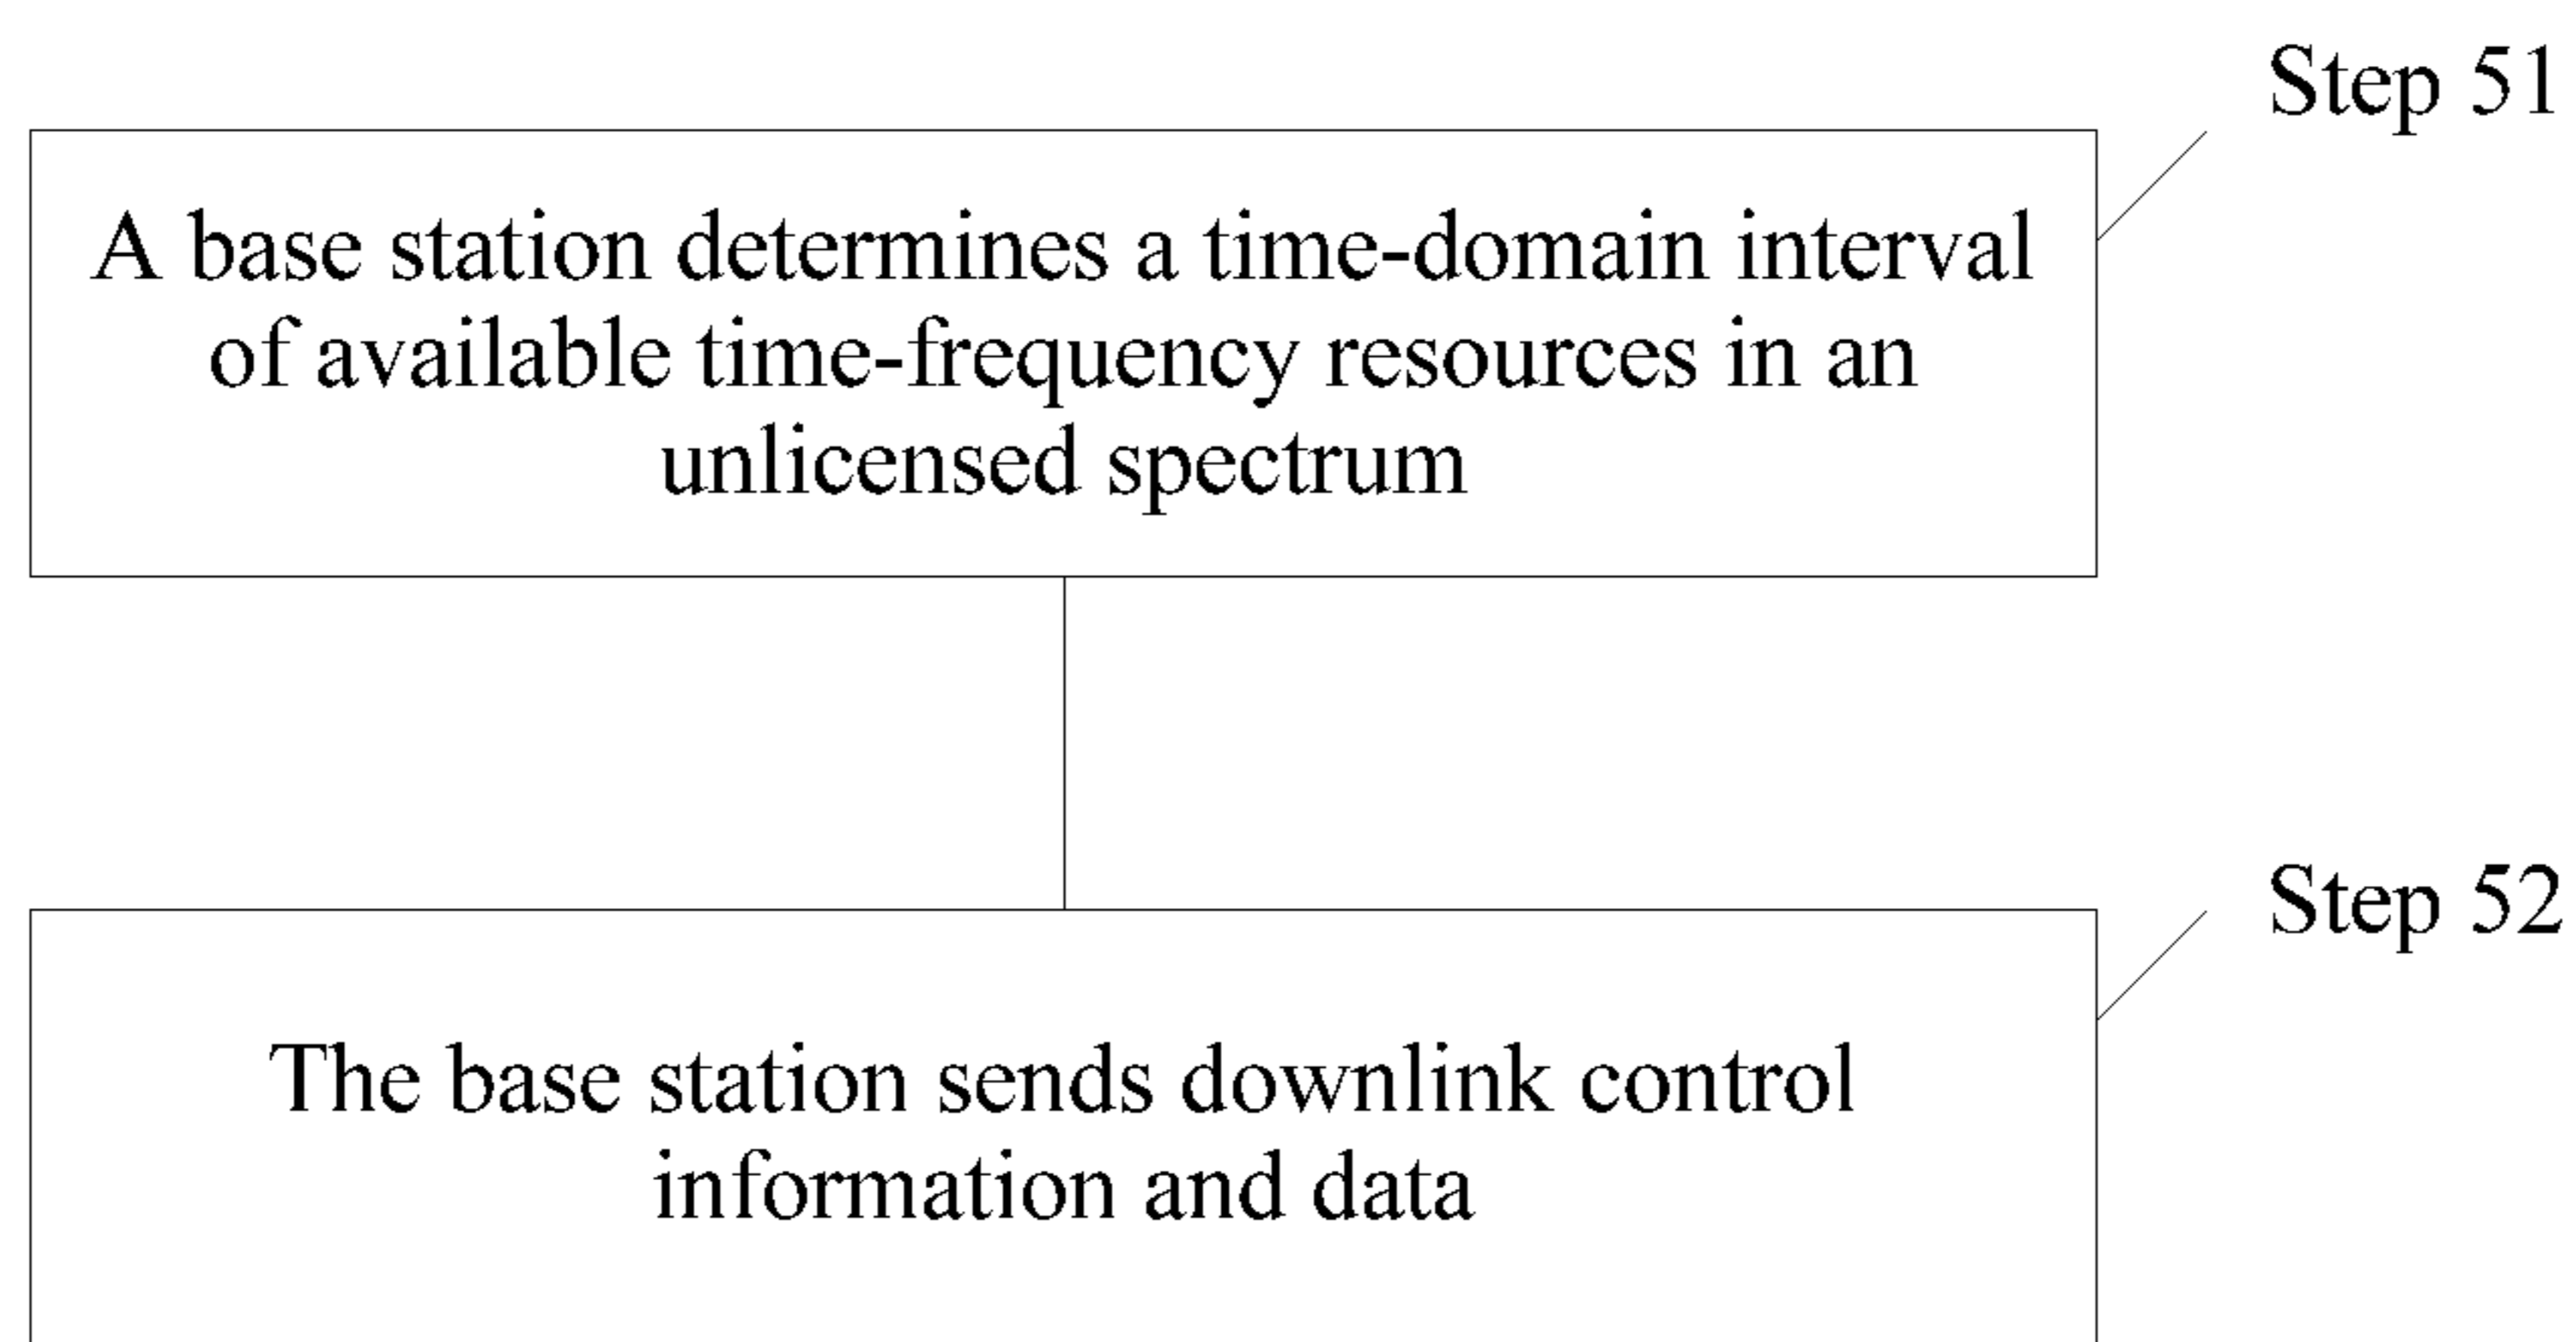 Step 51
A base station determines a time-domain interval
of available time-frequency resources in an
unlicensed spectrum
Step 52
The base station sends downlink control
information and data